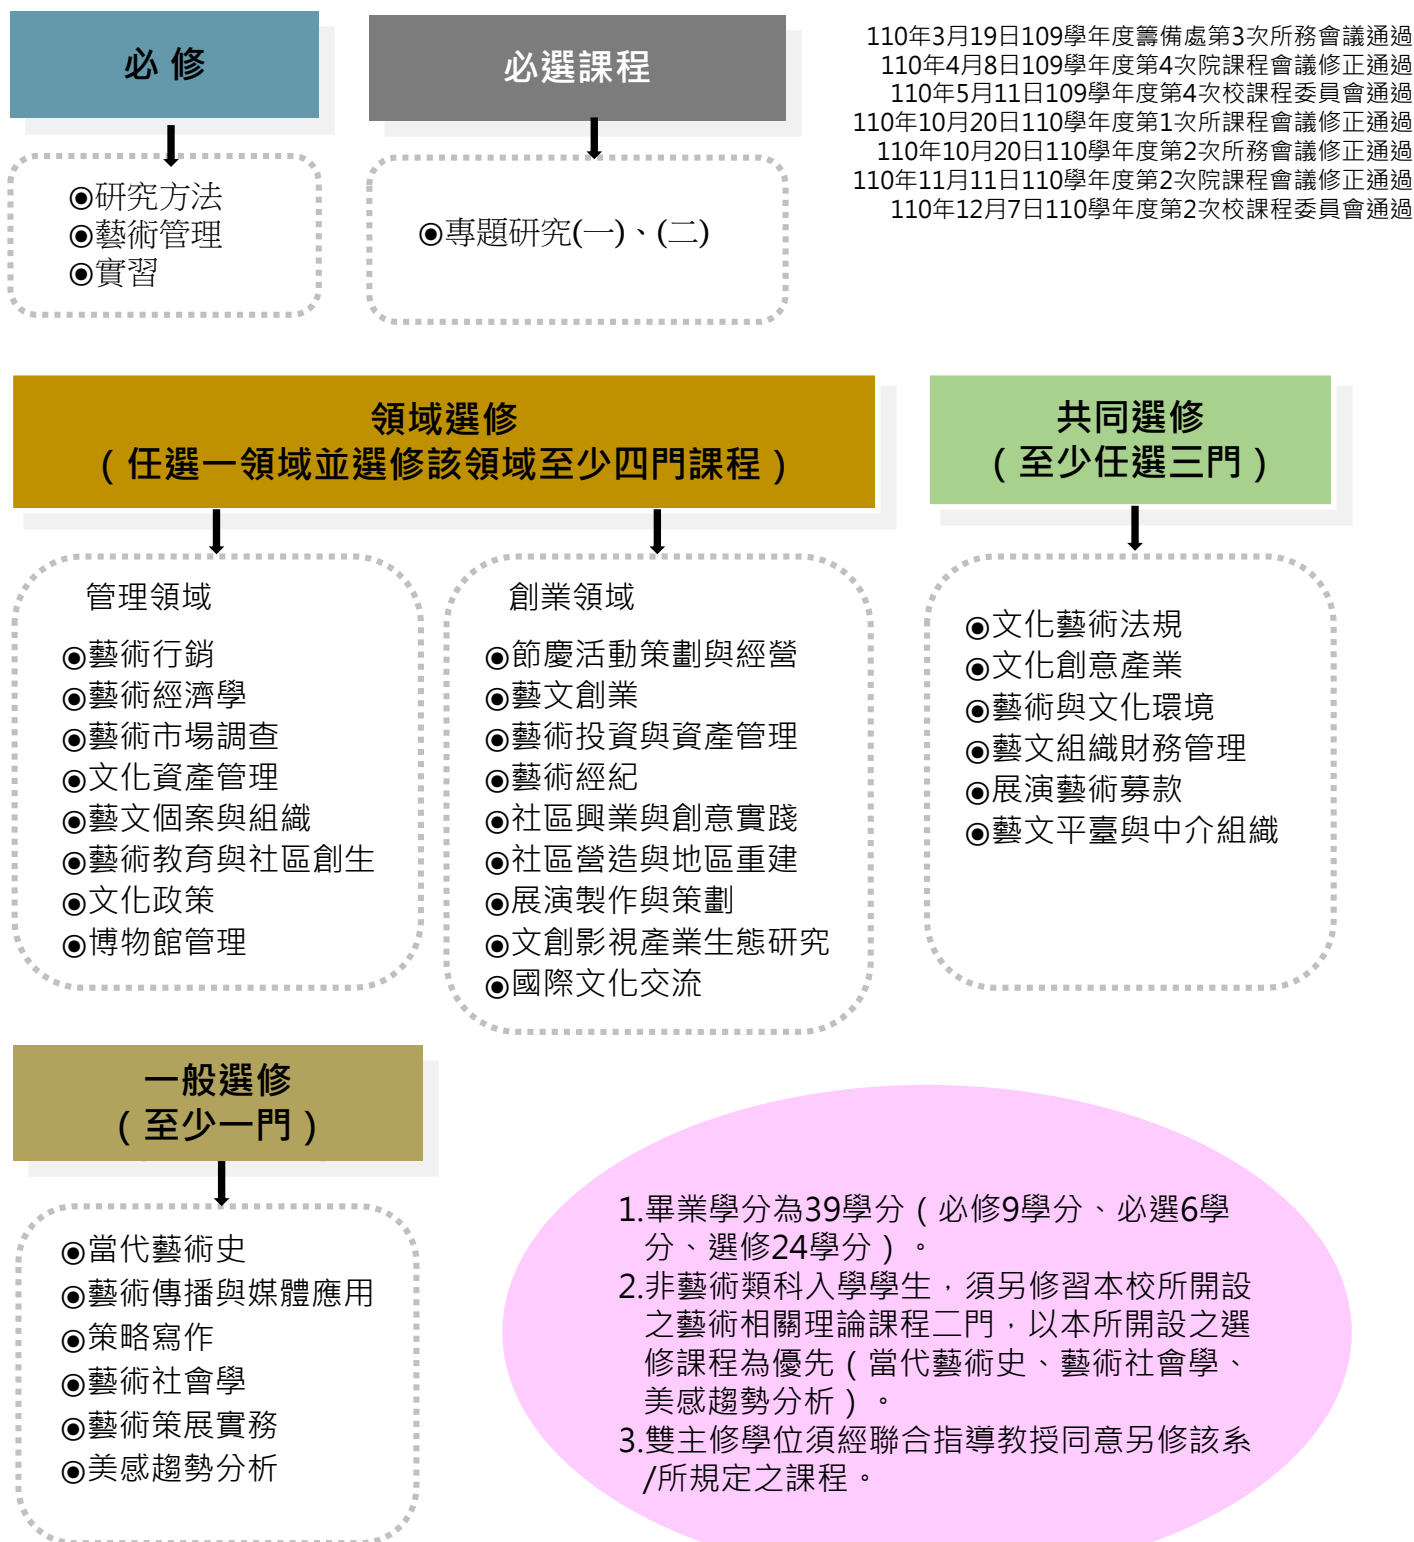 必 修
◉研究方法
◉藝術管理
◉實習
必選課程
◉專題研究(一)、(二)
110年3月19日109學年度籌備處第3次所務會議通過
110年4月8日109學年度第4次院課程會議修正通過
110年5月11日109學年度第4次校課程委員會通過
110年10月20日110學年度第1次所課程會議修正通過
110年10月20日110學年度第2次所務會議修正通過
110年11月11日110學年度第2次院課程會議修正通過
110年12月7日110學年度第2次校課程委員會通過
領域選修
（任選一領域並選修該領域至少四門課程）
管理領域
◉藝術行銷
◉藝術經濟學
◉藝術市場調查
◉文化資產管理
◉藝文個案與組織
◉藝術教育與社區創生
◉文化政策
◉博物館管理
創業領域
◉節慶活動策劃與經營
◉藝文創業
◉藝術投資與資產管理
◉藝術經紀
◉社區興業與創意實踐
◉社區營造與地區重建
◉展演製作與策劃
◉文創影視產業生態研究
◉國際文化交流
共同選修
（至少任選三門）
◉文化藝術法規
◉文化創意產業
◉藝術與文化環境
◉藝文組織財務管理
◉展演藝術募款
◉藝文平臺與中介組織
一般選修
（至少一門）
◉當代藝術史
◉藝術傳播與媒體應用
◉策略寫作
◉藝術社會學
◉藝術策展實務
◉美感趨勢分析
1.畢業學分為39學分（必修9學分、必選6學
分、選修24學分）。
2.非藝術類科入學學生，須另修習本校所開設
之藝術相關理論課程二門，以本所開設之選
修課程為優先（當代藝術史、藝術社會學、
美感趨勢分析）。
3.雙主修學位須經聯合指導教授同意另修該系
/所規定之課程。